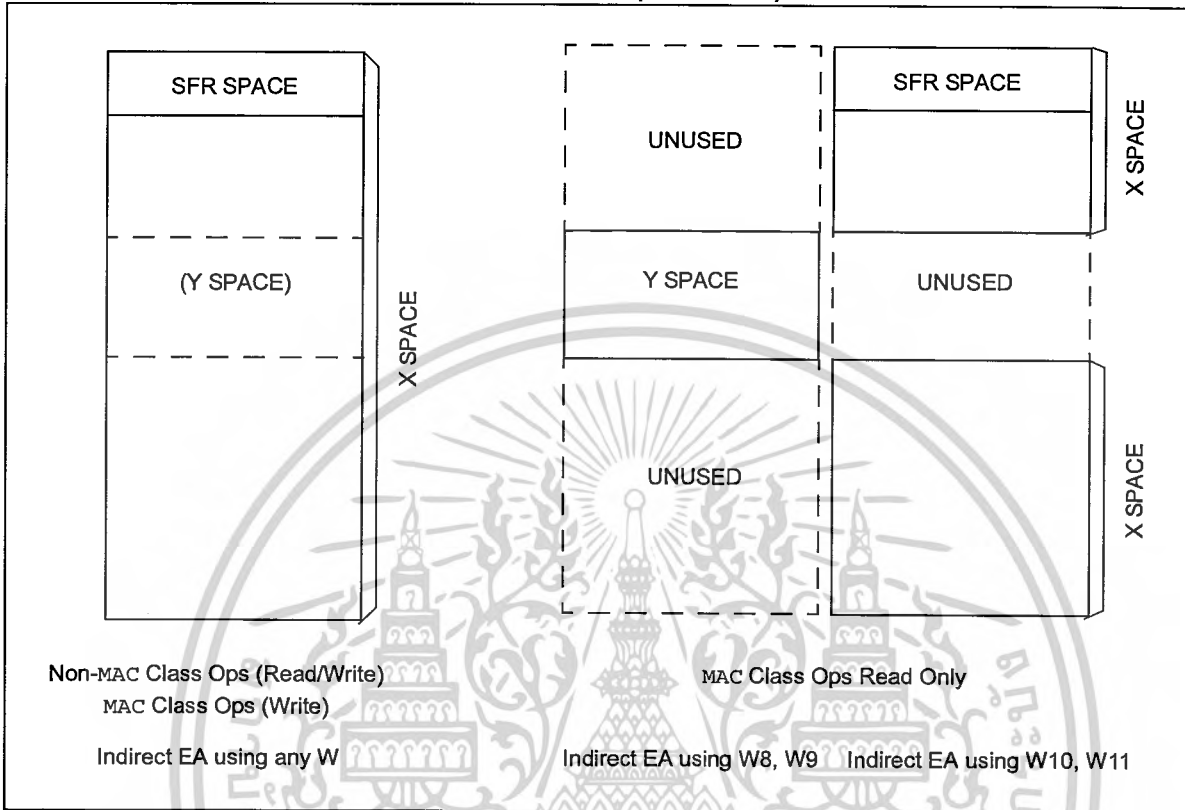 SFR SPACE
(Y SPACE)
X SPACE
UNUSED
Y SPACE
UNUSED
SFR SPACE
X SPACE
UNUSED
X SPACE
Non-MAC Class Ops (Read/Write)
MAC Class Ops (Write)
Indirect EA using any W
MAC Class Ops Read Only
Indirect EA using W8, W9
Indirect EA using W10, W11